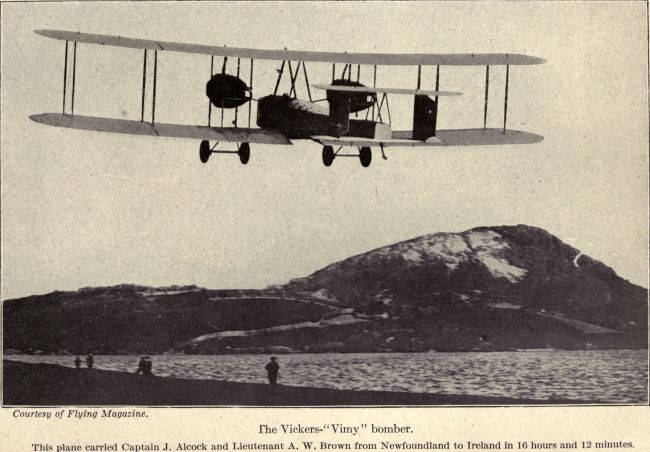 Courtesy of Flying Magazine.
The Vickers-"Vimy" bomber.
This plane carried Captain J. Alcock and Lieutenant A. W. Brown from Newfoundland to Ireland in 16 hours and 12 minutes.